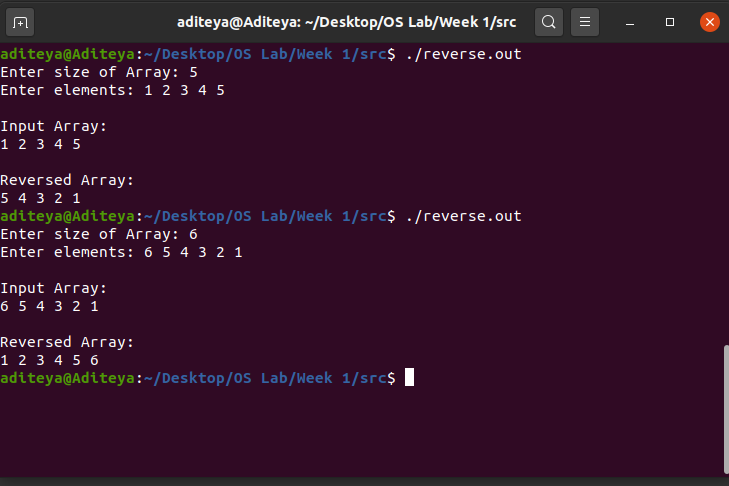 aditeya@Aditeya: ~/Desktop/OS Lab/Week 1/src
aditeya@Aditeya:~/Desktop/OS Lab/Week 1/src$ ./reverse.out
Enter size of Array: 5
Enter elements: 1 2 3 4 5

Input Array:
1 2 3 4 5

Reversed Array:
5 4 3 2 1
aditeya@Aditeya:~/Desktop/OS Lab/Week 1/src$ ./reverse.out
Enter size of Array: 6
Enter elements: 6 5 4 3 2 1

Input Array:
6 5 4 3 2 1

Reversed Array:
1 2 3 4 5 6
aditeya@Aditeya:~/Desktop/OS Lab/Week 1/src$